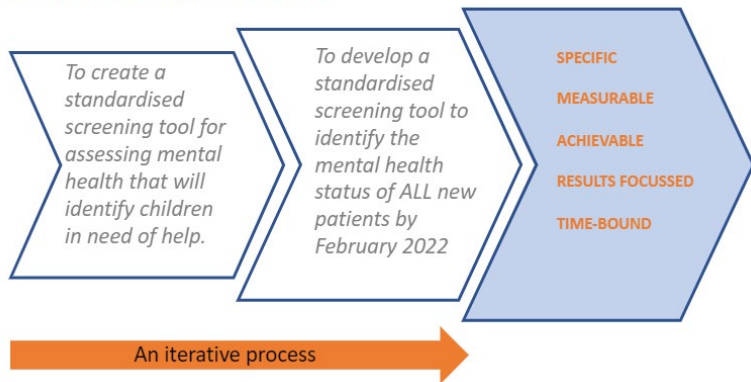 To create a
standardised
screening tool for
assessing mental
health that will
identify children
in need of help.
To develop a
standardised
screening tool to
identify the
mental health
status of ALL new
patients by
February 2022
SPECIFIC
MEASURABLE
ACHIEVABLE
RESULTS FOCUSSED
TIME-BOUND
An iterative process